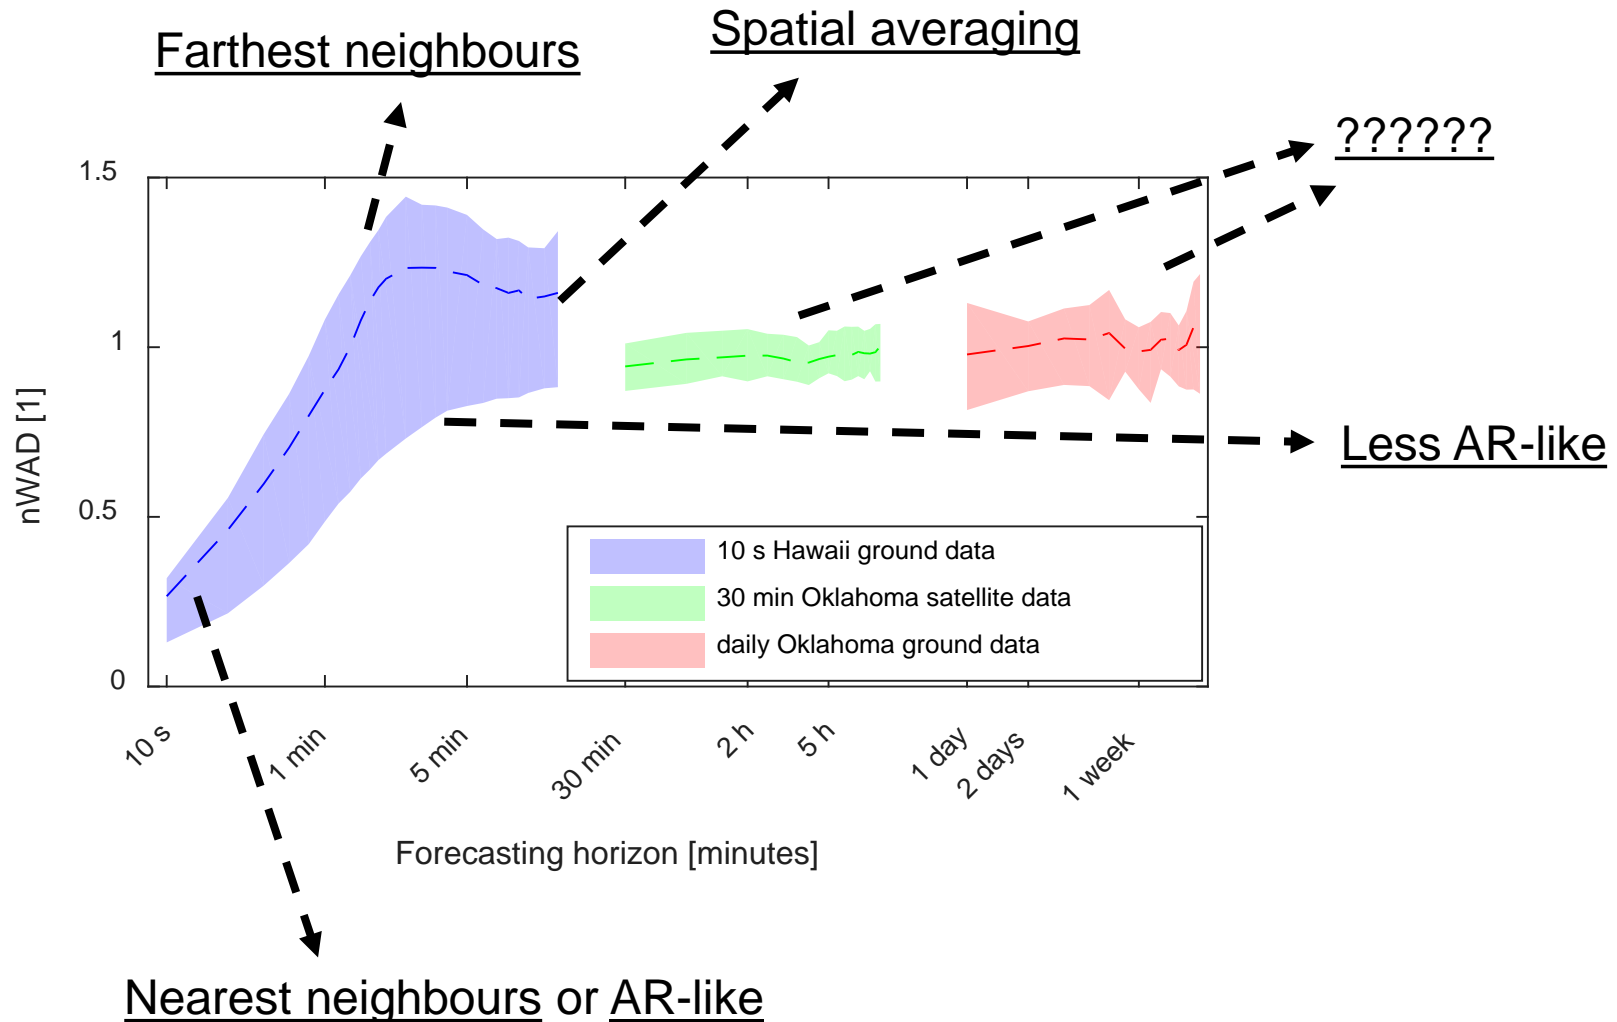 Spatial averaging
Farthest neighbours
??????
1.5
1
0.5
0
nWAD [1]
Less AR-like
10 s Hawaii ground data
30 min Oklahoma satellite data
daily Oklahoma ground data
10 s
1 min
5 min
30 min
2 h
5 h
1 day
2 days
1 week
Forecasting horizon [minutes]
Nearest neighbours or AR-like